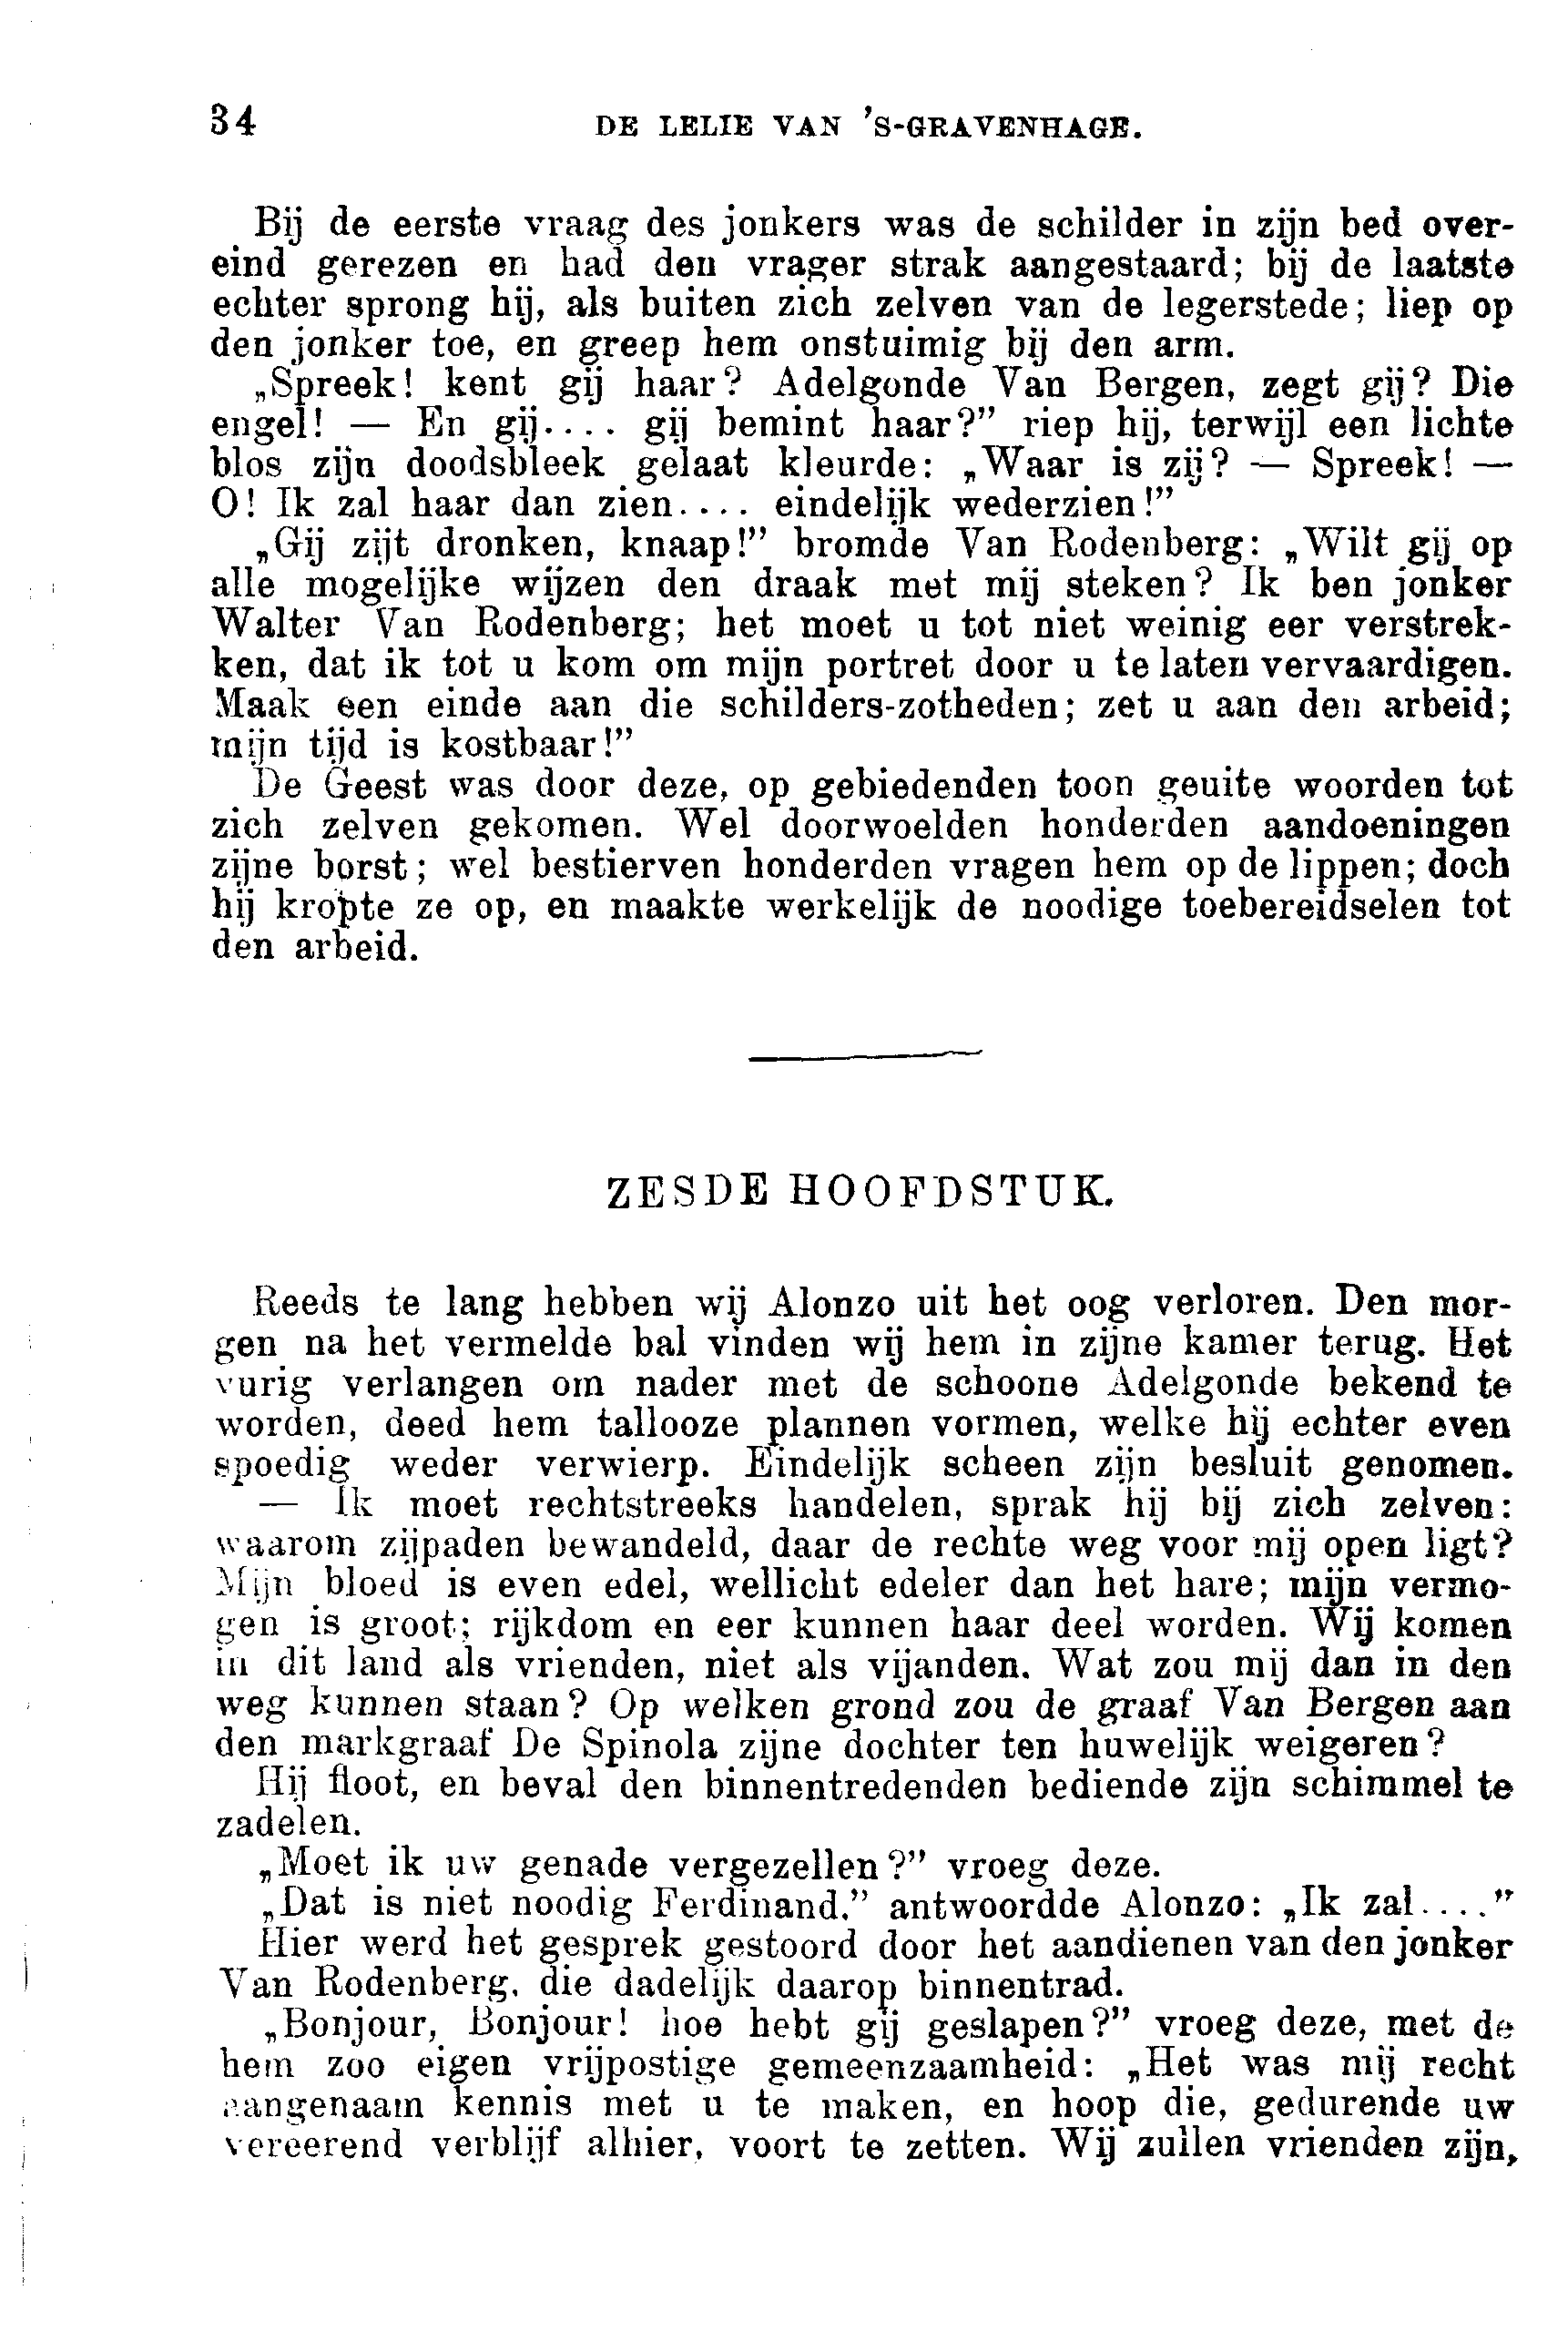 34 DE LELIE VAN 'S-GRAVENHAGE.
Bij de eerste vraag des jonkers was de schilder in zijn bed over-
eind gerezen en had den vrager strak aangestaard; bij de laatste
echter sprong hij, als buiten zich zelven van de legerstede; liep op
den jonker toe, en greep hem onstuimig bij den arm.
„Spreek! kent gij haar? Adelgonde Van Bergen, zegt gij? Die
engel! — En gij.... gij bemint haar?” riep hij, terwijl een lichte
blos zijn doodsbleek gelaat kleurde: „Waar is zij? — Spreek! —
O! Ik zal haar dan zien.... eindelijk wederzien!”
„Gij zijt dronken, knaap!” bromde Van Rodenberg: „Wilt gij op
alle mogelijke wijzen den draak met mij steken? Ik ben jonker
Walter Van Rodenberg; het moet u tot niet weinig eer verstrek-
ken, dat ik tot u kom om mijn portret door u te laten vervaardigen.
Maak een einde aan die schilders-zotheden; zet u aan den arbeid;
mijn tijd is kostbaar!”
De Geest was door deze, op gebiedenden toon geuite woorden tot
zich zelven gekomen. Wel doorwoelden honderden aandoeningen
zijne borst; wel bestierven honderden vragen hem op de lippen; doch
hij kropte ze op, en maakte werkelijk de noodige toebereidselen tot
den arbeid.
ZESDE HOOFDSTUK.
Reeds te lang hebben wij Alonzo uit het oog verloren. Den mor-
gen na het vermelde bal vinden wij hem in zijne kamer terug. Het
vurig verlangen om nader met de schoone Adelgonde bekend te
worden, deed hem tallooze plannen vormen, welke hij echter even
spoedig weder verwierp. Eindelijk scheen zijn besluit genomen.
— Ik moet rechtstreeks handelen, sprak hij bij zich zelven:
waarom zijpaden bewandeld, daar de rechte weg voor mij open ligt?
Mijn bloed is even edel, wellicht edeler dan het hare; mijn vermo-
gen is groot; rijkdom en eer kunnen haar deel worden. Wij komen
in dit land als vrienden, niet als vijanden. Wat zou mij dan in den
weg kunnen staan? Op welken grond zou de graaf Van Bergen aan
den markgraaf De Spinola zijne dochter ten huwelijk weigeren?
Hij floot, en beval den binnentredenden bediende zijn schimmel te
zadelen.
„Moet ik uw genade vergezellen?” vroeg deze.
„Dat is niet noodig Ferdinand.” antwoordde Alonzo: „Ik zal....”
Hier werd het gesprek gestoord door het aandienen van den jonker
Van Rodenberg, die dadelijk daarop binnentrad.
„Bonjour, Bonjour! hoe hebt gij geslapen?” vroeg deze, met de
hem zoo eigen vrijpostige gemeenzaamheid: „Het was mij recht
aangenaam kennis met u te maken, en hoop die, gedurende uw
vereerend verblijf alhier, voort te zetten. Wij zullen vrienden zijn,